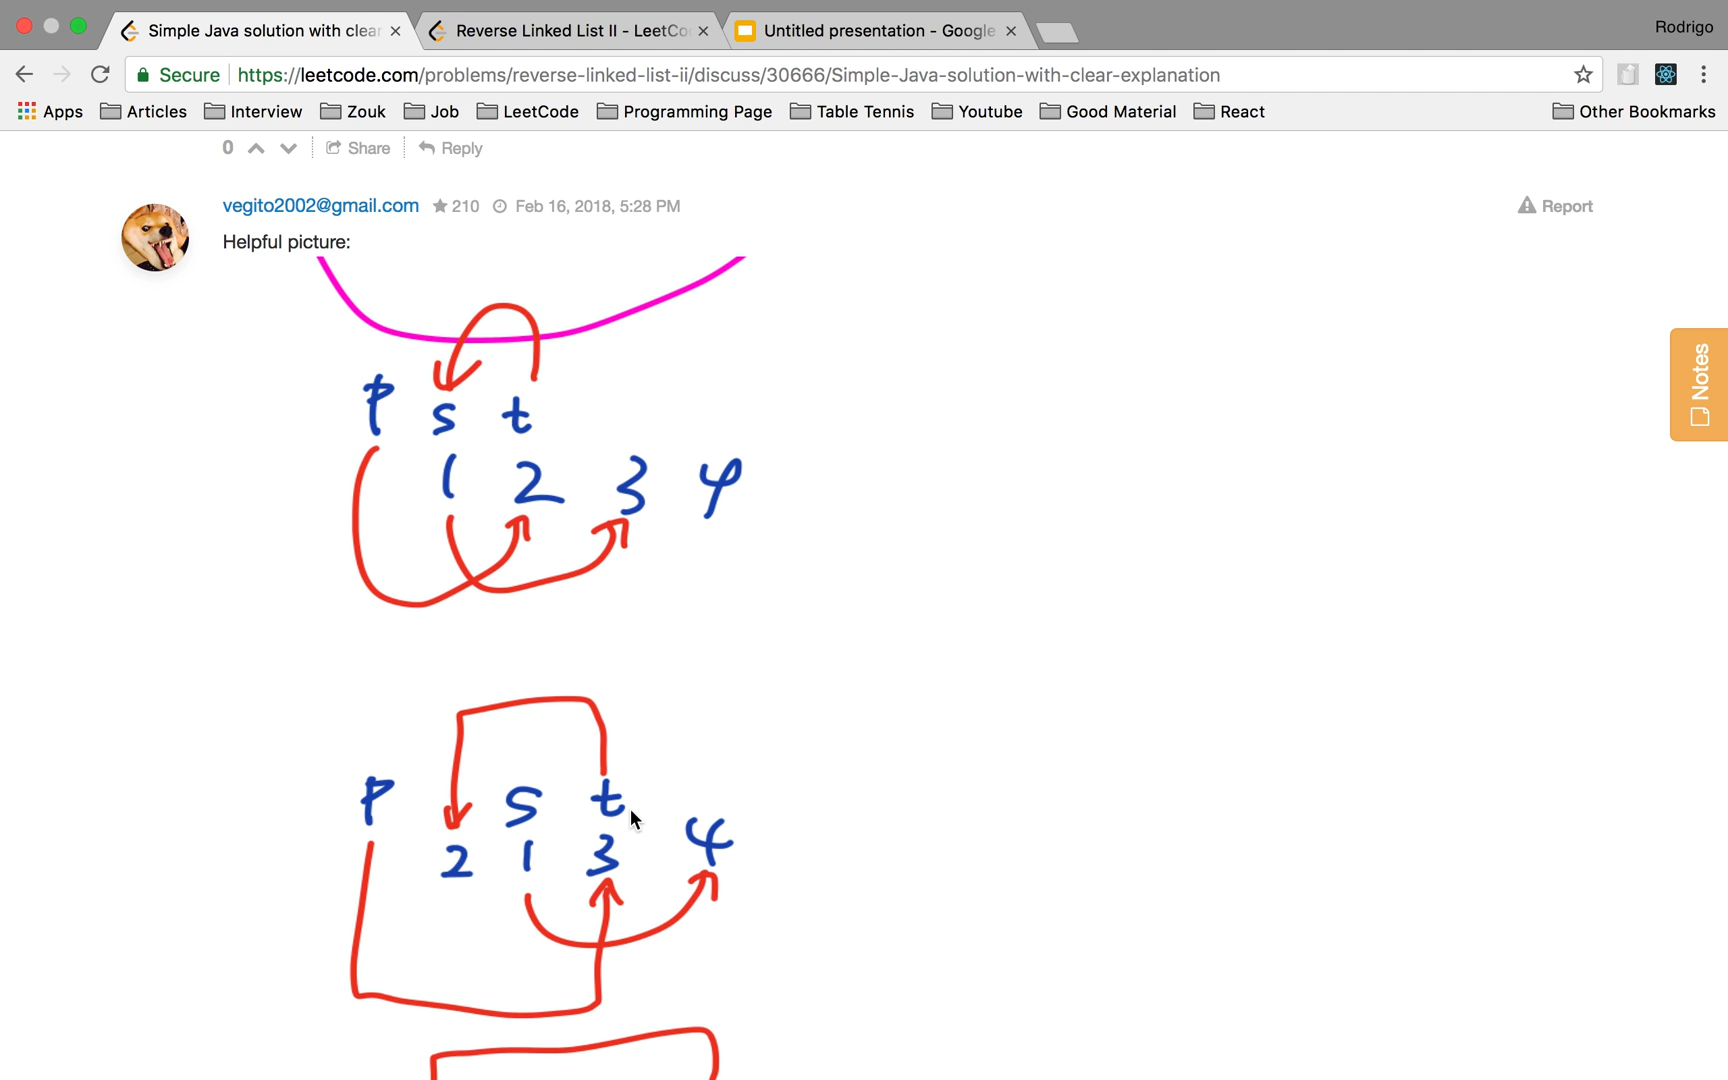 Simple Java solution with clear
Reverse Linked List II - LeetCo
Untitled presentation - Google
Rodrigo
Secure https://leetcode.com/problems/reverse-linked-list-ii/discuss/30666/Simple-Java-solution-with-clear-explanation
Apps Articles Interview Zouk Job LeetCode Programming Page Table Tennis Youtube Good Material React Other Bookmarks
0 Share Reply
vegito2002@gmail.com 210 Feb 16, 2018, 5:28 PM Report
Helpful picture:
Notes
p s t
1 2 3 4
p s t
2 1 3 4